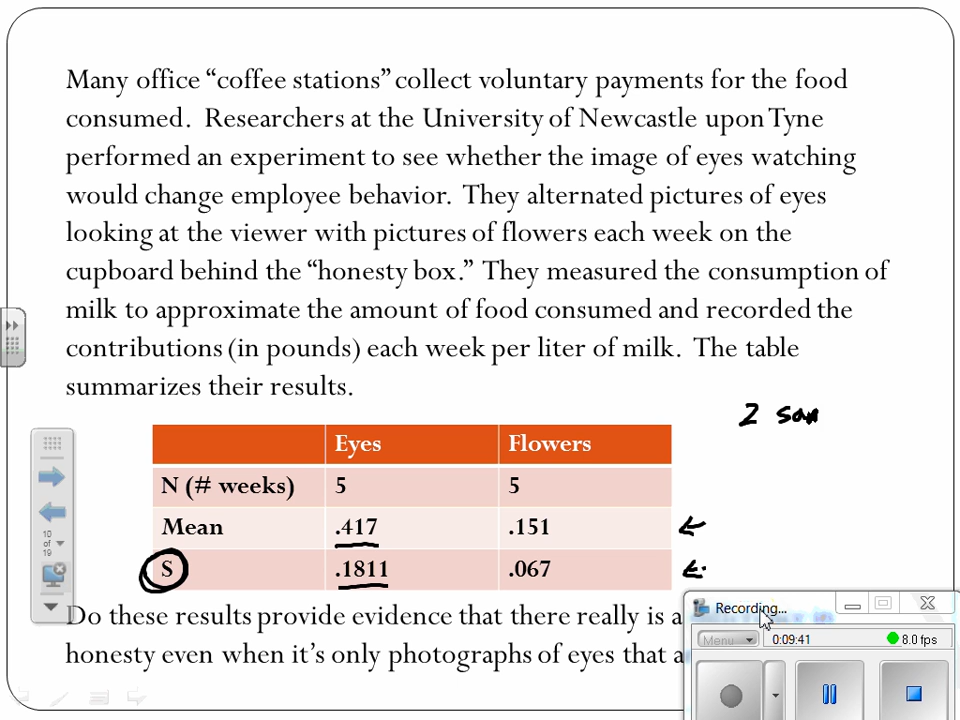 Many office “coffee stations” collect voluntary payments for the food
consumed. Researchers at the University of Newcastle upon Tyne
performed an experiment to see whether the image of eyes watching
would change employee behavior. They alternated pictures of eyes
looking at the viewer with pictures of flowers each week on the
cupboard behind the “honesty box.” They measured the consumption of
milk to approximate the amount of food consumed and recorded the
contributions (in pounds) each week per liter of milk. The table
summarizes their results.
2 sam
Eyes Flowers
N (# weeks) 5 5
Mean .417 .151
S .1811 .067
10
of
19
Do these results provide evidence that there really is a
honesty even when it’s only photographs of eyes that a
Recording...
Menu 0:09:41 8.0 fps